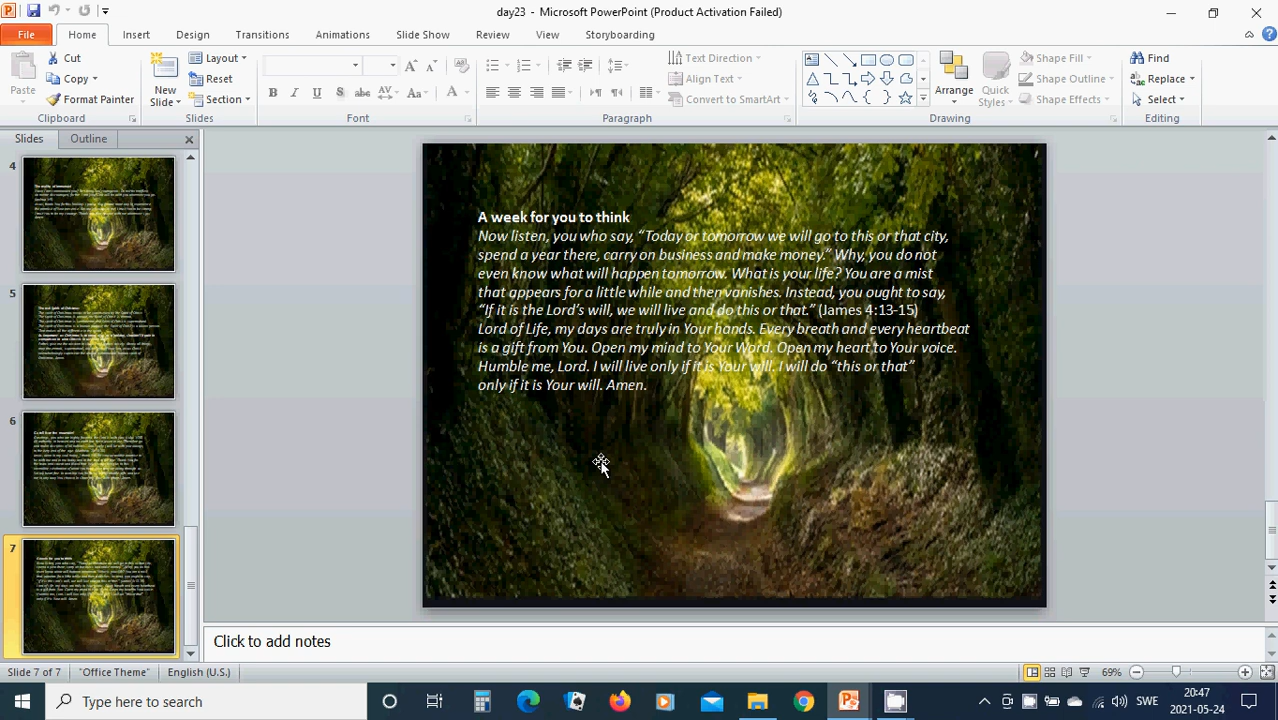 day23 - Microsoft PowerPoint (Product Activation Failed)
File Home Insert Design Transitions Animations Slide Show Review View Storyboarding
Paste
Cut
Copy
Format Painter
Clipboard
New Slide
Layout
Reset
Section
Slides
B I U S abc AV Aa A
Font
Text Direction
Align Text
Convert to SmartArt
Paragraph
Arrange
Quick Styles
Shape Fill
Shape Outline
Shape Effects
Drawing
Find
Replace
Select
Editing
Slides Outline
4
5
6
7
A week for you to think
Now listen, you who say, “Today or tomorrow we will go to this or that city,
spend a year there, carry on business and make money.” Why, you do not
even know what will happen tomorrow. What is your life? You are a mist
that appears for a little while and then vanishes. Instead, you ought to say,
“If it is the Lord’s will, we will live and do this or that.” (James 4:13-15)
Lord of Life, my days are truly in Your hands. Every breath and every heartbeat
is a gift from You. Open my mind to Your Word. Open my heart to Your voice.
Humble me, Lord. I will live only if it is Your will. I will do “this or that”
only if it is Your will. Amen.
Click to add notes
Slide 7 of 7 "Office Theme" English (U.S.) 69%
Type here to search
SWE
20:47
2021-05-24